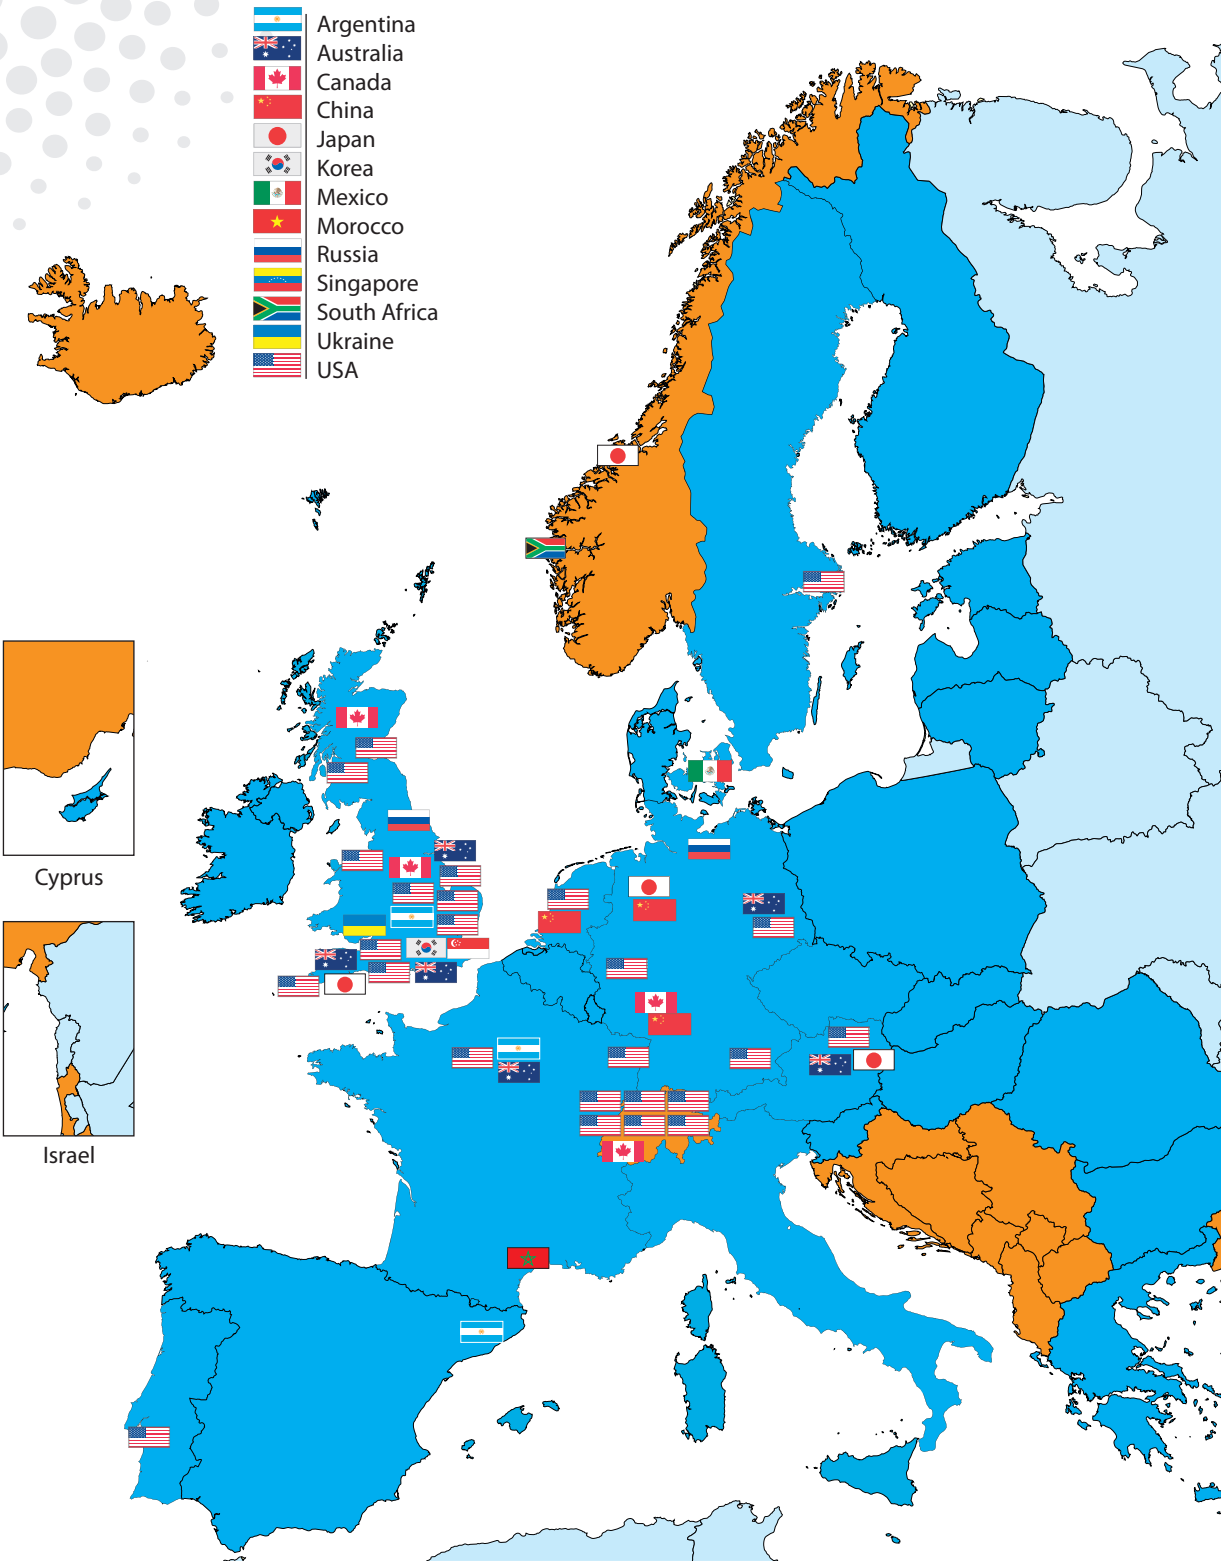 Argentina
Australia
Canada
China
Japan
Korea
Mexico
Morocco
Russia
Singapore
South Africa
Ukraine
USA
Cyprus
Israel